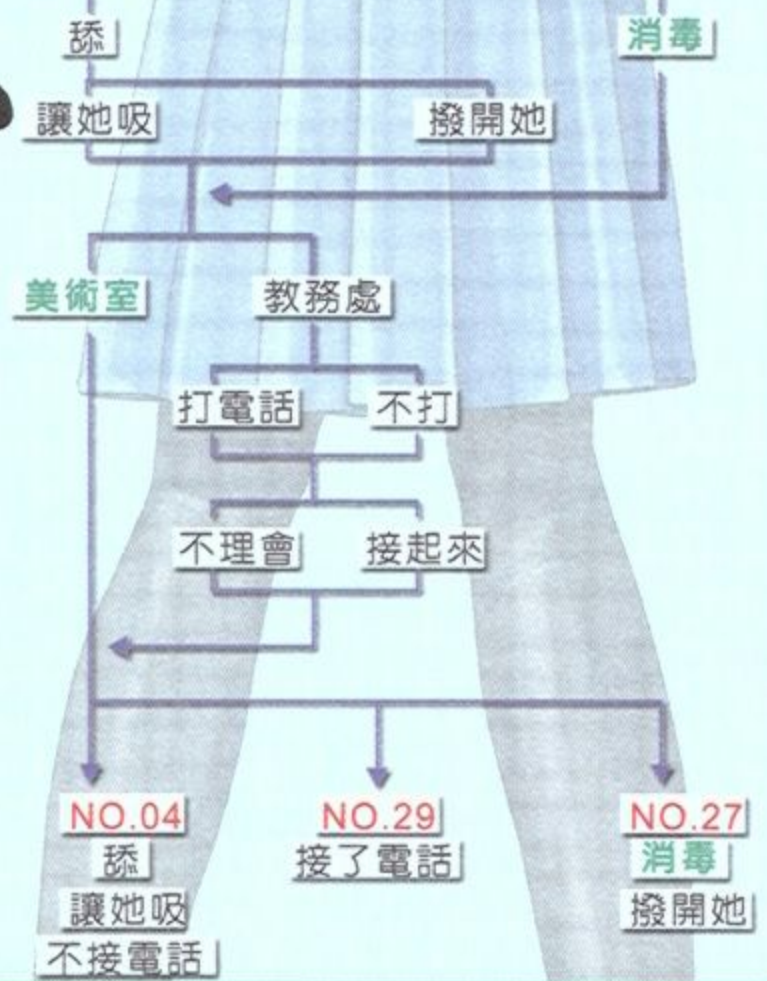 舔
消毒
讓她吸
撥開她
美術室
教務處
打電話
不打
不理會
接起來
NO.04
舔
讓她吸
不接電話
NO.29
接了電話
NO.27
消毒
撥開她